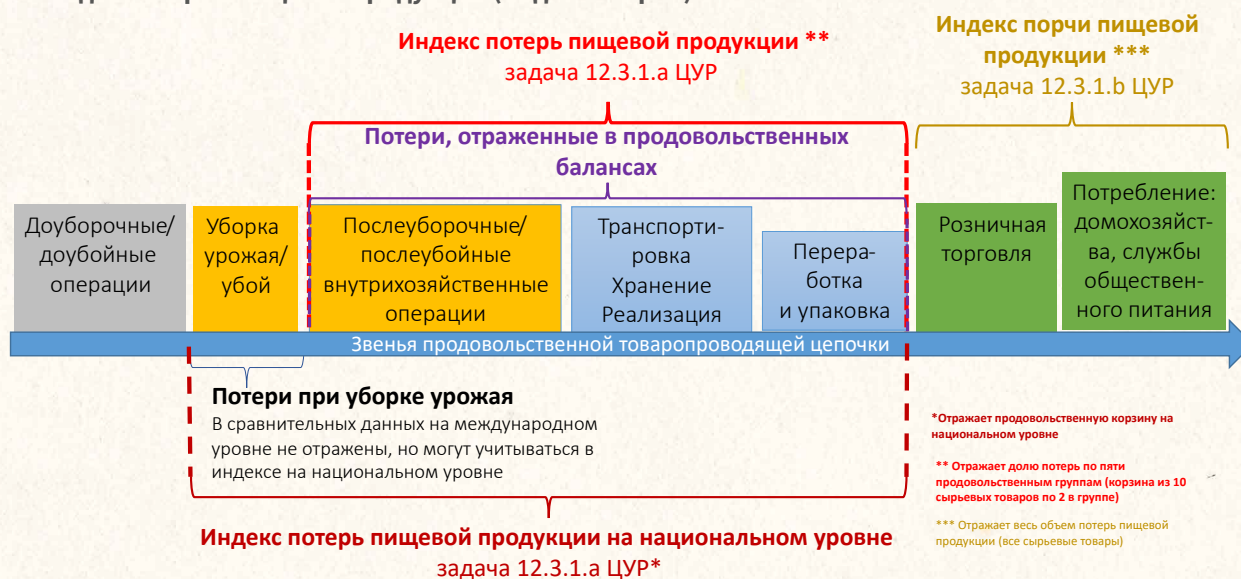 Индекс потерь пищевой продукции **
задача 12.3.1.a ЦУР
Индекс порчи пищевой
продукции ***
задача 12.3.1.b ЦУР
Потери, отраженные в продовольственных
балансах
Доуборочные/
доубойные
операции
Уборка
урожая/
убой
Послеуборочные/
послеубойные
внутрихозяйственные
операции
Транспорти-
ровка
Хранение
Реализация
Перера-
ботка
и упаковка
Розничная
торговля
Потребление:
домохозяйст-
ва, службы
обществен-
ного питания
Звенья продовольственной товаропроводящей цепочки
Потери при уборке урожая
В сравнительных данных на международном
уровне не отражены, но могут учитываться в
индексе на национальном уровне
Индекс потерь пищевой продукции на национальном уровне
задача 12.3.1.a ЦУР*
*Отражает продовольственную корзину на
национальном уровне
** Отражает долю потерь по пяти
продовольственным группам (корзина из 10
сырьевых товаров по 2 в группе)
*** Отражает весь объем потерь пищевой
продукции (все сырьевые товары)